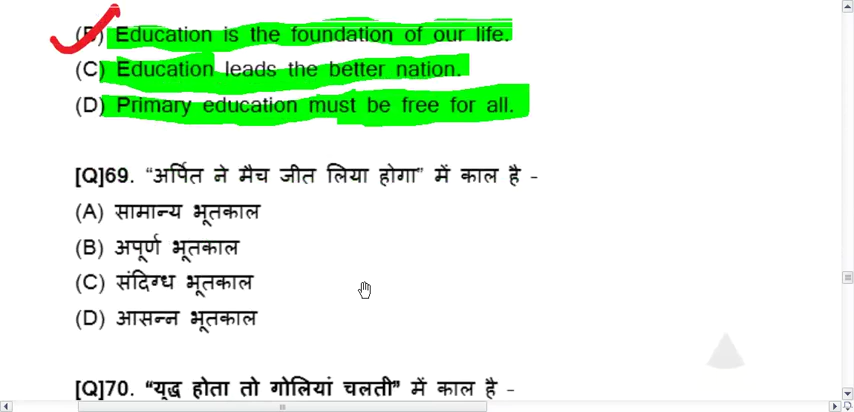 (B) Education is the foundation of our life.
(C) Education leads the better nation.
(D) Primary education must be free for all.
[Q]69. “अर्पित ने मैच जीत लिया होगा” में काल है -
(A) सामान्य भूतकाल
(B) अपूर्ण भूतकाल
(C) संदिग्ध भूतकाल
(D) आसन्न भूतकाल
[Q]70. “युद्ध होता तो गोलियां चलती” में काल है -